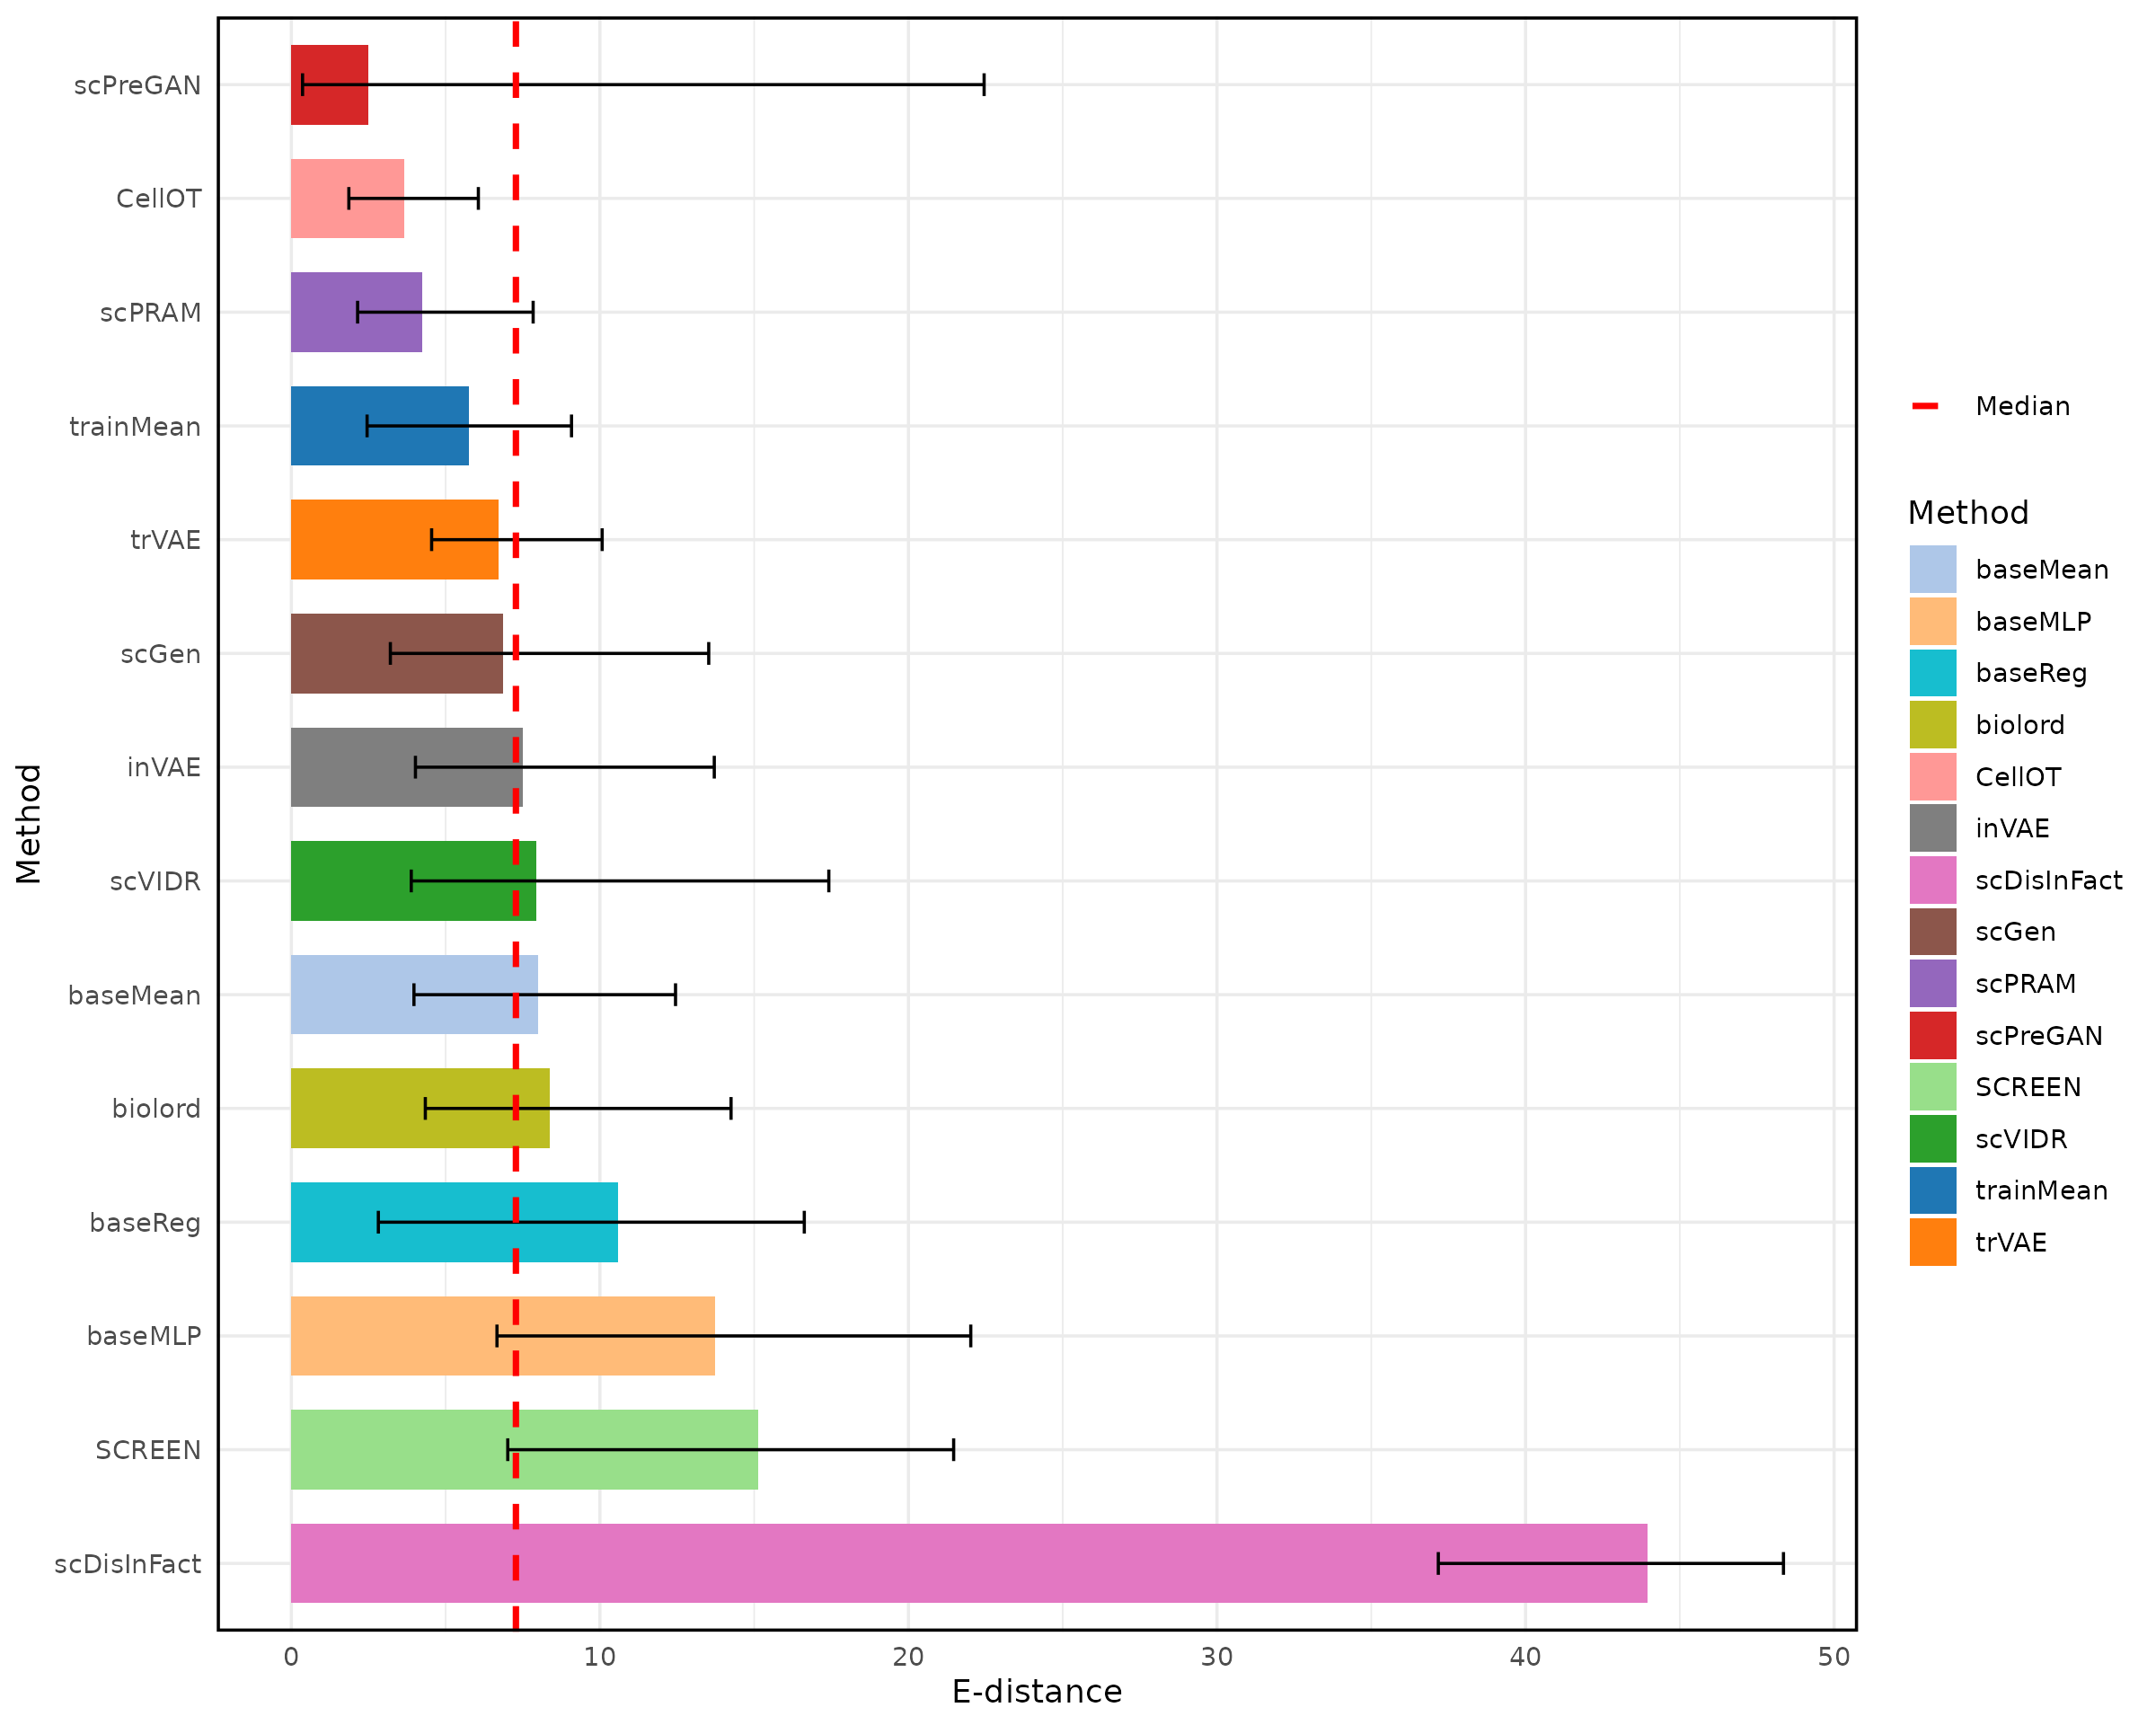 scPreGAN
CellOT
scPRAM
trainMean
trVAE
scGen
inVAE
scVIDR
baseMean
biolord
baseReg
baseMLP
SCREEN
scDisInFact
Method
0 10 20 30 40 50
E-distance
Median
Method
baseMean
baseMLP
baseReg
biolord
CellOT
inVAE
scDisInFact
scGen
scPRAM
scPreGAN
SCREEN
scVIDR
trainMean
trVAE